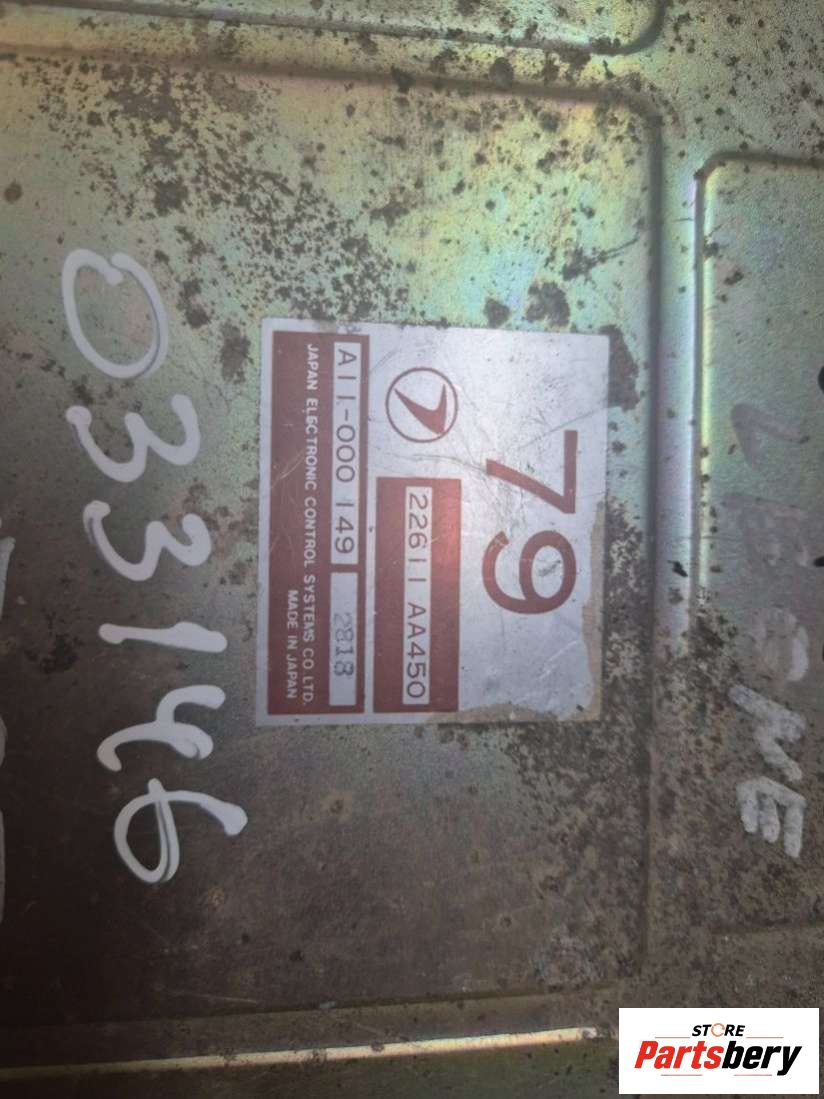 79
22611 AA450
A11-000 149 2818
JAPAN ELECTRONIC CONTROL SYSTEMS CO. LTD.
MADE IN JAPAN
033146
STORE
Partsbery